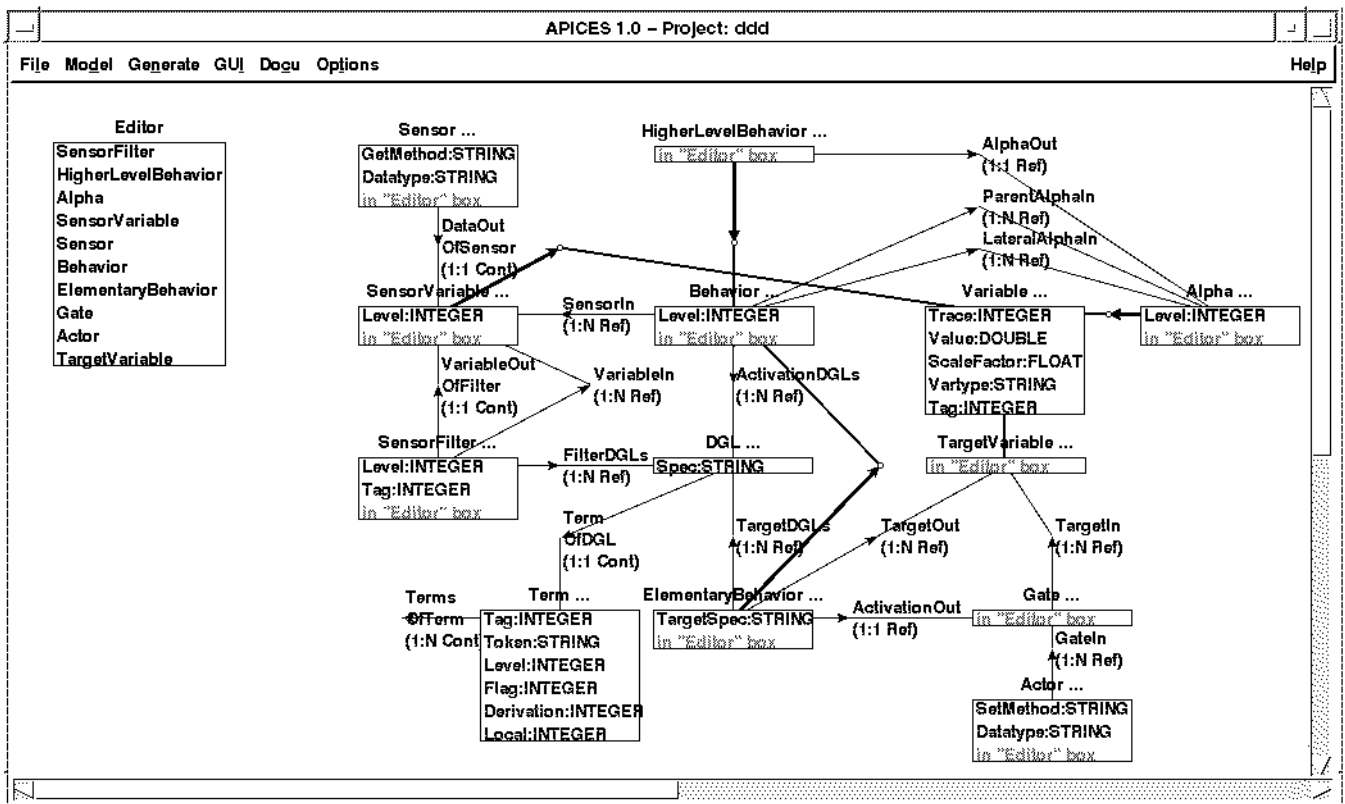 APICES 1.0 – Project: ddd
File Model Generate GUI Docu Options Help
Editor
SensorFilter
HigherLevelBehavior
Alpha
SensorVariable
Sensor
Behavior
ElementaryBehavior
Gate
Actor
TargetVariable
Sensor ...
GetMethod:STRING
Datatype:STRING
in "Editor" box
HigherLevelBehavior ...
in "Editor" box
AlphaOut
(1:1 Ref)
ParentAlphaIn
(1:N Ref)
LateralAlphaIn
(1:N Ref)
DataOut
OfSensor
(1:1 Cont)
SensorVariable ...
Level:INTEGER
in "Editor" box
SensorIn
(1:N Ref)
Behavior ...
Level:INTEGER
in "Editor" box
Variable ...
Trace:INTEGER
Value:DOUBLE
ScaleFactor:FLOAT
Vartype:STRING
Tag:INTEGER
Alpha ...
Level:INTEGER
in "Editor" box
VariableOut
OfFilter
(1:1 Cont)
VariableIn
(1:N Ref)
ActivationDGLs
(1:N Ref)
SensorFilter ...
Level:INTEGER
Tag:INTEGER
in "Editor" box
FilterDGLs
(1:N Ref)
DGL ...
Spec:STRING
TargetVariable ...
in "Editor" box
Term
OfDGL
(1:1 Cont)
TargetDGLs
(1:N Ref)
TargetOut
(1:N Ref)
TargetIn
(1:N Ref)
Terms
OfTerm
(1:N Cont)
Term ...
Tag:INTEGER
Token:STRING
Level:INTEGER
Flag:INTEGER
Derivation:INTEGER
Local:INTEGER
ElementaryBehavior ...
TargetSpec:STRING
in "Editor" box
ActivationOut
(1:1 Ref)
Gate ...
in "Editor" box
GateIn
(1:N Ref)
Actor ...
SetMethod:STRING
Datatype:STRING
in "Editor" box